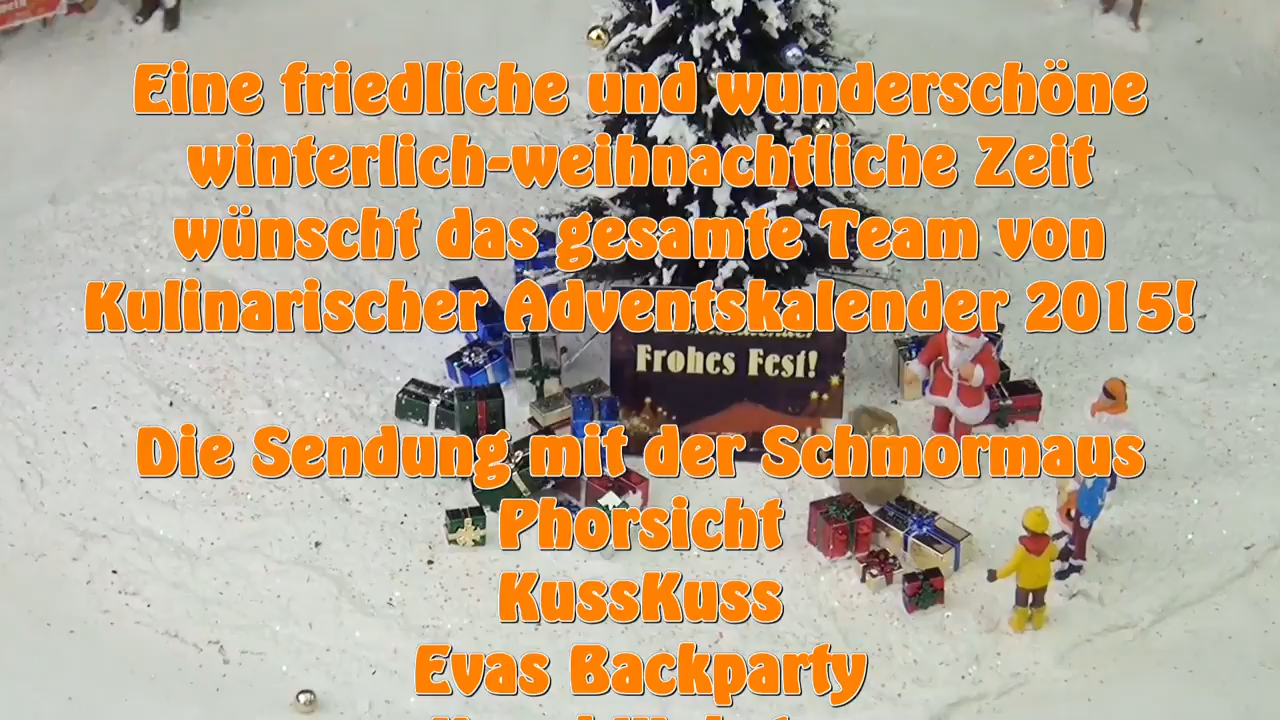 Eine friedliche und wunderschöne
winterlich-weihnachtliche Zeit
wünscht das gesamte Team von
Kulinarischer Adventskalender 2015!
Frohes Fest!
Die Sendung mit der Schmormaus
Phorsicht
KussKuss
Evas Backparty